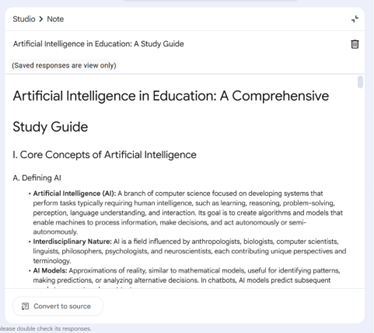 Studio > Note
Artificial Intelligence in Education: A Study Guide
(Saved responses are view only)
Artificial Intelligence in Education: A Comprehensive
Study Guide
I. Core Concepts of Artificial Intelligence
A. Defining AI
• Artificial Intelligence (AI): A branch of computer science focused on developing systems that
perform tasks typically requiring human intelligence, such as learning, reasoning, problem-solving,
perception, language understanding, and interaction. Its goal is to create algorithms and models that
enable machines to process information, make decisions, and act autonomously or semi-
autonomously.
• Interdisciplinary Nature: AI is a field influenced by anthropologists, biologists, computer scientists,
linguists, philosophers, psychologists, and neuroscientists, each contributing unique perspectives and
terminology.
• AI Models: Approximations of reality, similar to mathematical models, useful for identifying patterns,
making predictions, or analyzing alternative decisions. In chatbots, AI models predict subsequent
Convert to source
please double check its responses.